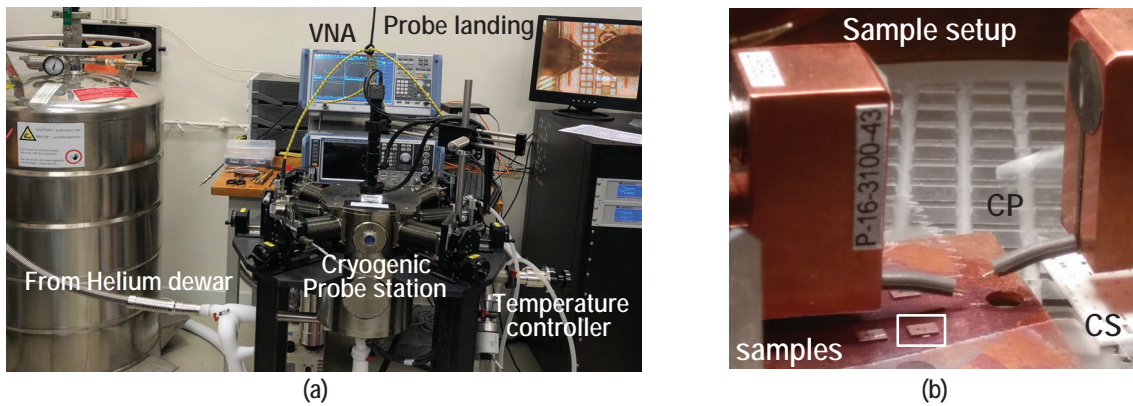 VNA
Probe landing
From Helium dewar
Cryogenic
Probe station
Temperature
controller
(a)
Sample setup
P-16-3100-43
CP
CS
samples
(b)